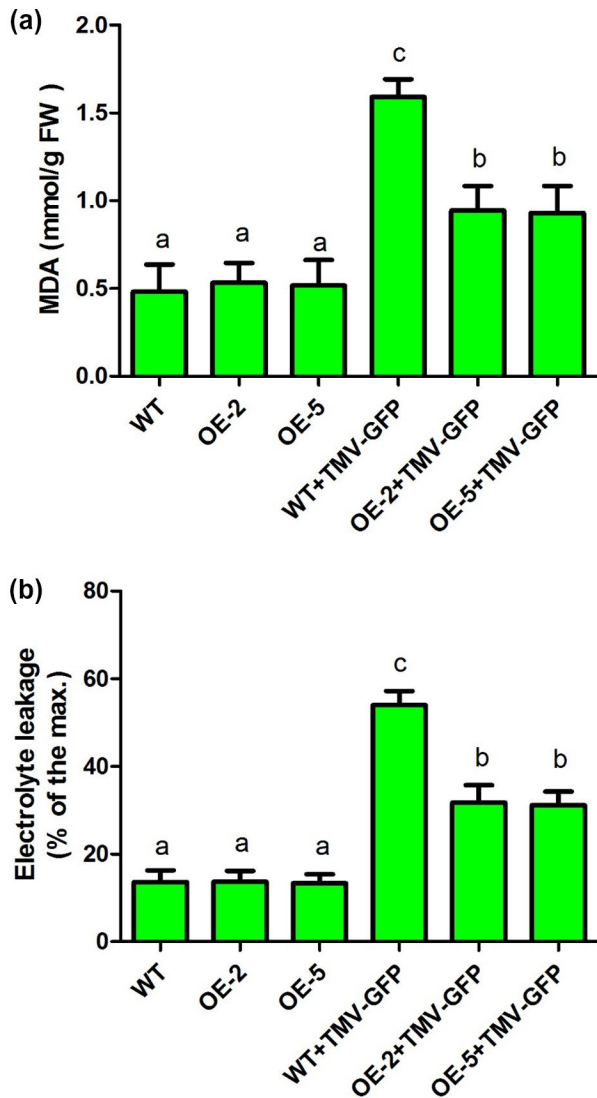 (a)
MDA (mmol/g FW )
2.0
1.5
1.0
0.5
0.0
a
a
a
c
b
b
WT
OE-2
OE-5
WT+TMV-GFP
OE-2+TMV-GFP
OE-5+TMV-GFP
(b)
Electrolyte leakage
(% of the max.)
80
60
40
20
0
a
a
a
c
b
b
WT
OE-2
OE-5
WT+TMV-GFP
OE-2+TMV-GFP
OE-5+TMV-GFP